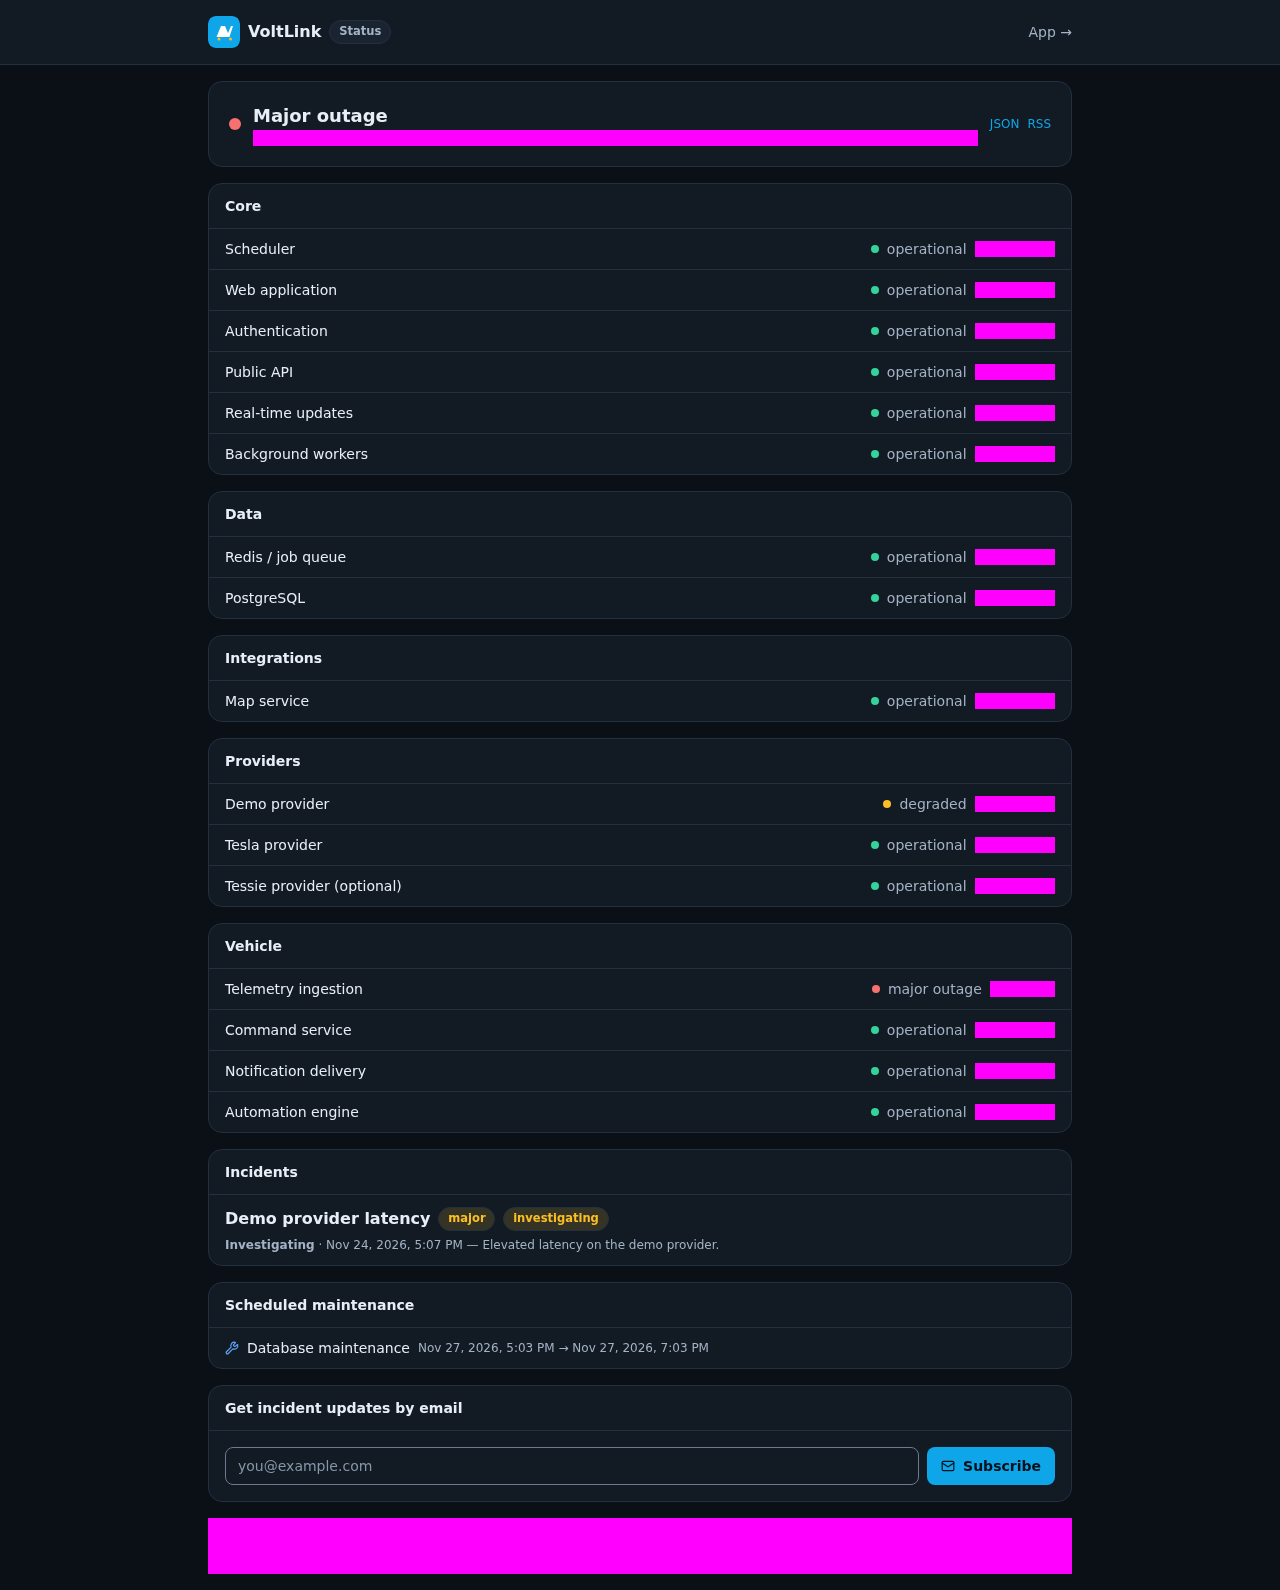 VoltLink Status App →
Major outage
JSON RSS
Core
Scheduler operational
Web application operational
Authentication operational
Public API operational
Real-time updates operational
Background workers operational
Data
Redis / job queue operational
PostgreSQL operational
Integrations
Map service operational
Providers
Demo provider degraded
Tesla provider operational
Tessie provider (optional) operational
Vehicle
Telemetry ingestion major outage
Command service operational
Notification delivery operational
Automation engine operational
Incidents
Demo provider latency major investigating
Investigating · Nov 24, 2026, 5:07 PM — Elevated latency on the demo provider.
Scheduled maintenance
Database maintenance Nov 27, 2026, 5:03 PM → Nov 27, 2026, 7:03 PM
Get incident updates by email
you@example.com Subscribe